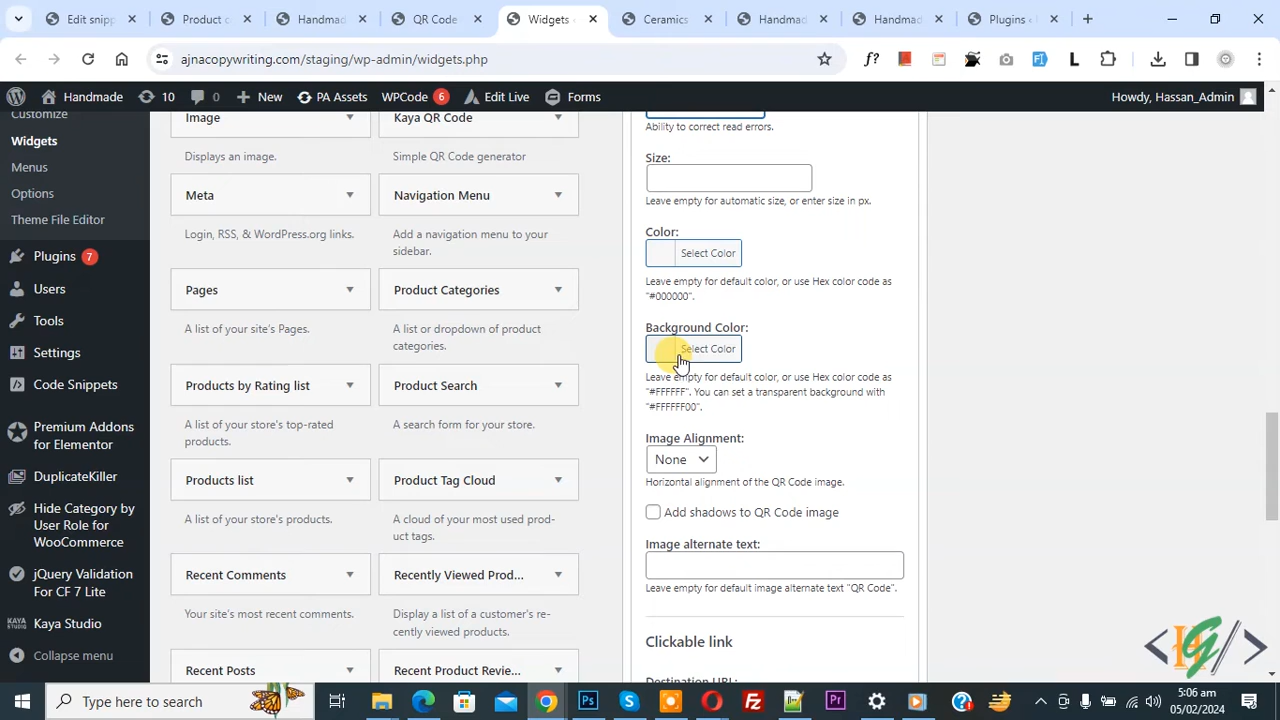 Edit snipp
Product c
Handmad
QR Code
Widgets
Ceramics
Handmad
Handmad
Plugins ‹
ajmcopywriting.com/staging/wp-admin/widgets.php
Handmade
10
0
New
PA Assets
WPCode
6
Edit Live
Forms
Howdy, Hassan_Admin
Customize
Widgets
Menus
Options
Theme File Editor
Plugins
7
Users
Tools
Settings
Code Snippets
Premium Addons
for Elementor
DuplicateKiller
Hide Category by
User Role for
WooCommerce
jQuery Validation
For CF 7 Lite
Kaya Studio
Collapse menu
Image
Displays an image.
Meta
Login, RSS, & WordPress.org links.
Pages
A list of your site's Pages.
Products by Rating list
A list of your store's top-rated
products.
Products list
A list of your store's products.
Recent Comments
Your site's most recent comments.
Recent Posts
Kaya QR Code
Simple QR Code generator
Navigation Menu
Add a navigation menu to your
sidebar.
Product Categories
A list or dropdown of product
categories.
Product Search
A search form for your store.
Product Tag Cloud
A cloud of your most used prod-
uct tags.
Recently Viewed Prod...
Display a list of a customer's re-
cently viewed products.
Recent Product Revie...
Ability to correct read errors.
Size:
Leave empty for automatic size, or enter size in px.
Color:
Select Color
Leave empty for default color, or use Hex color code as
"#000000".
Background Color:
Select Color
Leave empty for default color, or use Hex color code as
"#FFFFFF". You can set a transparent background with
"#FFFFFF00".
Image Alignment:
None
Horizontal alignment of the QR Code image.
Add shadows to QR Code image
Image alternate text:
Leave empty for default image alternate text "QR Code".
Clickable link
Destination URL:
Type here to search
5:06 am
05/02/2024